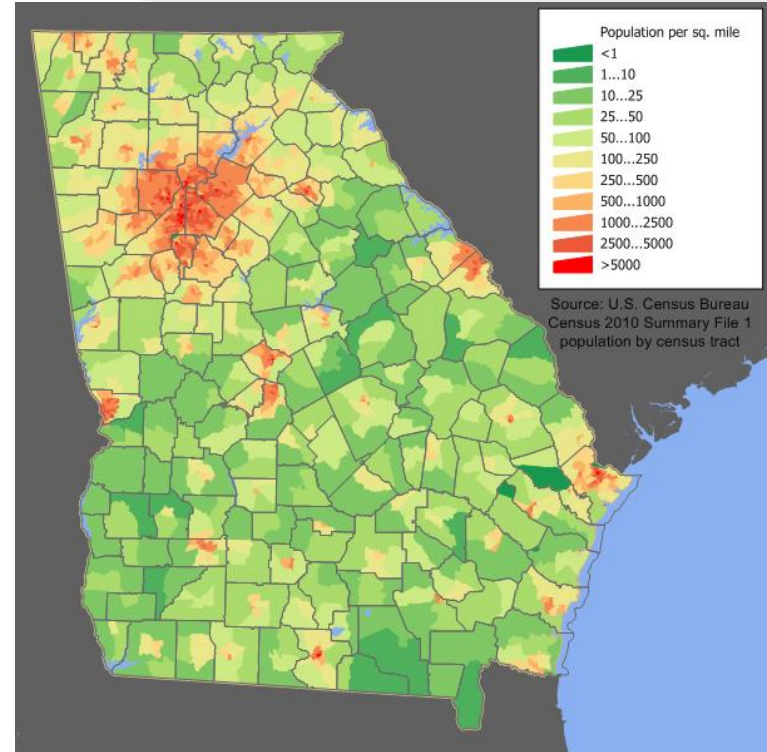 Population per sq. mile
<1
1...10
10...25
25...50
50...100
100...250
250...500
500...1000
1000...2500
2500...5000
>5000
Source: U.S. Census Bureau
Census 2010 Summary File 1
population by census tract